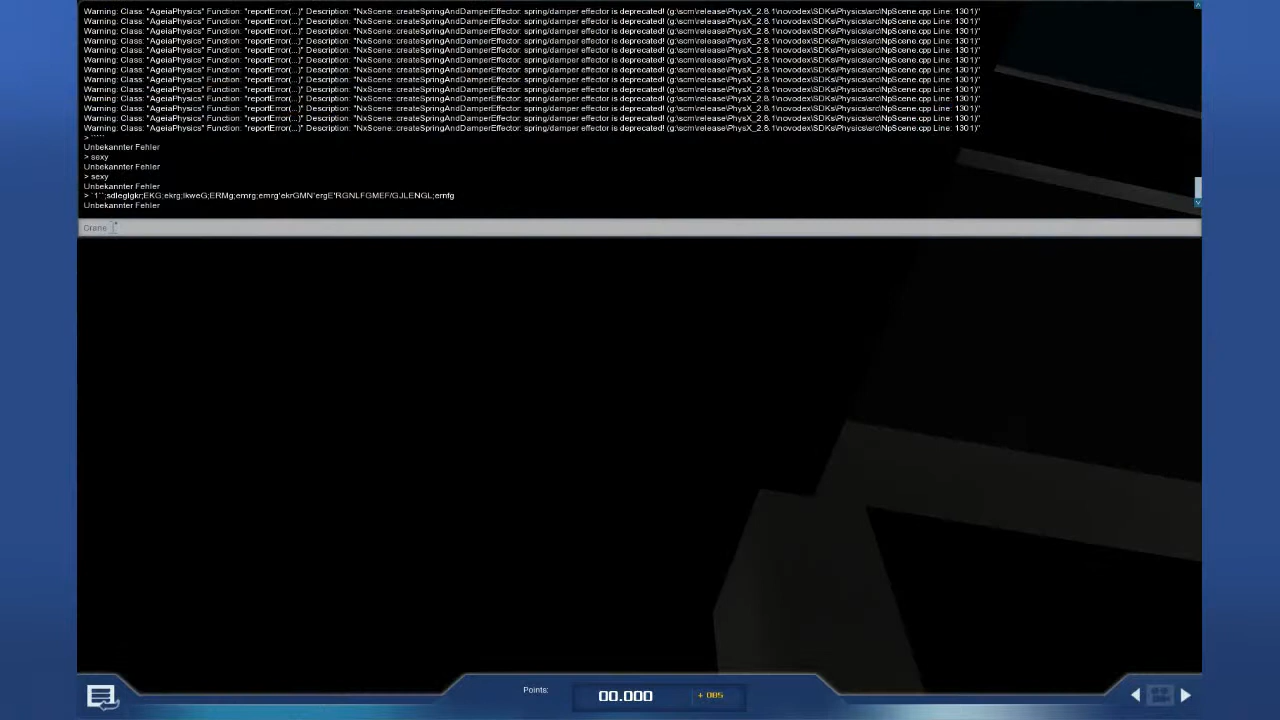 Warning: Class: "AgeiaPhysics" Function: "reportError(...)" Description: "NxScene::createSpringAndDamperEffector: spring/damper effector is deprecated! (g:\scm\release\PhysX_2.8.1\novodex\SDKs\Physics\src\NpScene.cpp Line: 1301)"
Warning: Class: "AgeiaPhysics" Function: "reportError(...)" Description: "NxScene::createSpringAndDamperEffector: spring/damper effector is deprecated! (g:\scm\release\PhysX_2.8.1\novodex\SDKs\Physics\src\NpScene.cpp Line: 1301)"
Warning: Class: "AgeiaPhysics" Function: "reportError(...)" Description: "NxScene::createSpringAndDamperEffector: spring/damper effector is deprecated! (g:\scm\release\PhysX_2.8.1\novodex\SDKs\Physics\src\NpScene.cpp Line: 1301)"
Warning: Class: "AgeiaPhysics" Function: "reportError(...)" Description: "NxScene::createSpringAndDamperEffector: spring/damper effector is deprecated! (g:\scm\release\PhysX_2.8.1\novodex\SDKs\Physics\src\NpScene.cpp Line: 1301)"
Warning: Class: "AgeiaPhysics" Function: "reportError(...)" Description: "NxScene::createSpringAndDamperEffector: spring/damper effector is deprecated! (g:\scm\release\PhysX_2.8.1\novodex\SDKs\Physics\src\NpScene.cpp Line: 1301)"
Warning: Class: "AgeiaPhysics" Function: "reportError(...)" Description: "NxScene::createSpringAndDamperEffector: spring/damper effector is deprecated! (g:\scm\release\PhysX_2.8.1\novodex\SDKs\Physics\src\NpScene.cpp Line: 1301)"
Warning: Class: "AgeiaPhysics" Function: "reportError(...)" Description: "NxScene::createSpringAndDamperEffector: spring/damper effector is deprecated! (g:\scm\release\PhysX_2.8.1\novodex\SDKs\Physics\src\NpScene.cpp Line: 1301)"
Warning: Class: "AgeiaPhysics" Function: "reportError(...)" Description: "NxScene::createSpringAndDamperEffector: spring/damper effector is deprecated! (g:\scm\release\PhysX_2.8.1\novodex\SDKs\Physics\src\NpScene.cpp Line: 1301)"
Warning: Class: "AgeiaPhysics" Function: "reportError(...)" Description: "NxScene::createSpringAndDamperEffector: spring/damper effector is deprecated! (g:\scm\release\PhysX_2.8.1\novodex\SDKs\Physics\src\NpScene.cpp Line: 1301)"
Warning: Class: "AgeiaPhysics" Function: "reportError(...)" Description: "NxScene::createSpringAndDamperEffector: spring/damper effector is deprecated! (g:\scm\release\PhysX_2.8.1\novodex\SDKs\Physics\src\NpScene.cpp Line: 1301)"
Warning: Class: "AgeiaPhysics" Function: "reportError(...)" Description: "NxScene::createSpringAndDamperEffector: spring/damper effector is deprecated! (g:\scm\release\PhysX_2.8.1\novodex\SDKs\Physics\src\NpScene.cpp Line: 1301)"
Warning: Class: "AgeiaPhysics" Function: "reportError(...)" Description: "NxScene::createSpringAndDamperEffector: spring/damper effector is deprecated! (g:\scm\release\PhysX_2.8.1\novodex\SDKs\Physics\src\NpScene.cpp Line: 1301)"
Warning: Class: "AgeiaPhysics" Function: "reportError(...)" Description: "NxScene::createSpringAndDamperEffector: spring/damper effector is deprecated! (g:\scm\release\PhysX_2.8.1\novodex\SDKs\Physics\src\NpScene.cpp Line: 1301)"
Unbekannter Fehler
> sexy
Unbekannter Fehler
> sexy
Unbekannter Fehler
> `1``;sdleglgkr;EKG;ekrg;lkweG;ERMg;emrg;emrg'ekrGMN'ergE'RGNLFGMEF/GJLENGL;emfg
Unbekannter Fehler
Crane
Points: 00.000 + 085